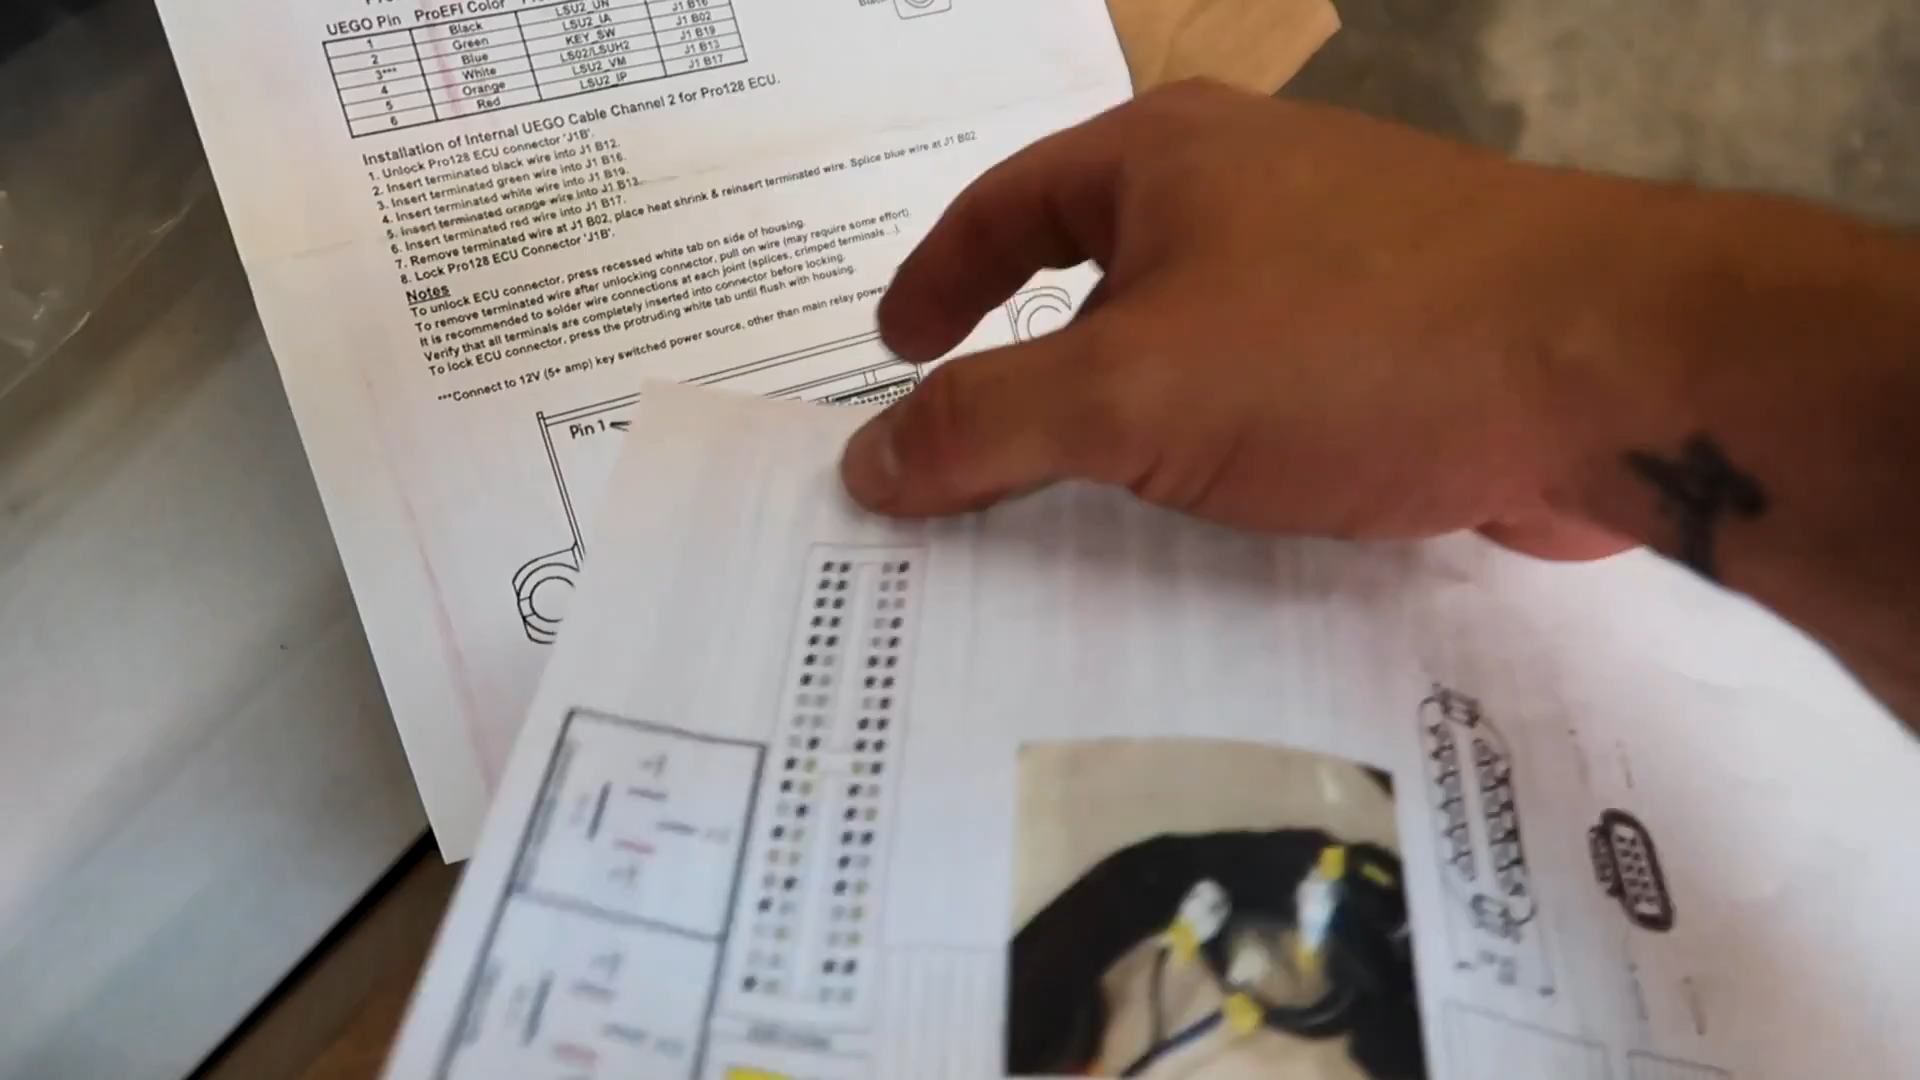 UEGO Pin ProEFI Color
1 Black LSU2_UN J1 B16
2 Green LSU2_IA J1 B02
3*** Blue KEY_SW J1 B19
4 White LS02/LSUH2 J1 B13
5 Orange LSU2_VM J1 B17
6 Red LSU2_IP
Installation of Internal UEGO Cable Channel 2 for Pro128 ECU.
1. Unlock Pro128 ECU connector 'J1B'.
2. Insert terminated black wire into J1 B12.
3. Insert terminated green wire into J1 B16.
4. Insert terminated white wire into J1 B19.
5. Insert terminated orange wire into J1 B13.
6. Insert terminated red wire into J1 B17.
7. Remove terminated wire at J1 B02, place heat shrink & reinsert terminated wire. Splice blue wire at J1 B02
8. Lock Pro128 ECU Connector 'J1B'.
Notes
To unlock ECU connector, press recessed white tab on side of housing.
To remove terminated wire after unlocking connector, pull on wire (may require some effort).
It is recommended to solder wire connections at each joint (splices, crimped terminals...).
Verify that all terminals are completely inserted into connector before locking.
To lock ECU connector, press the protruding white tab until flush with housing.
***Connect to 12V (5+ amp) key switched power source, other than main relay power
Pin 1